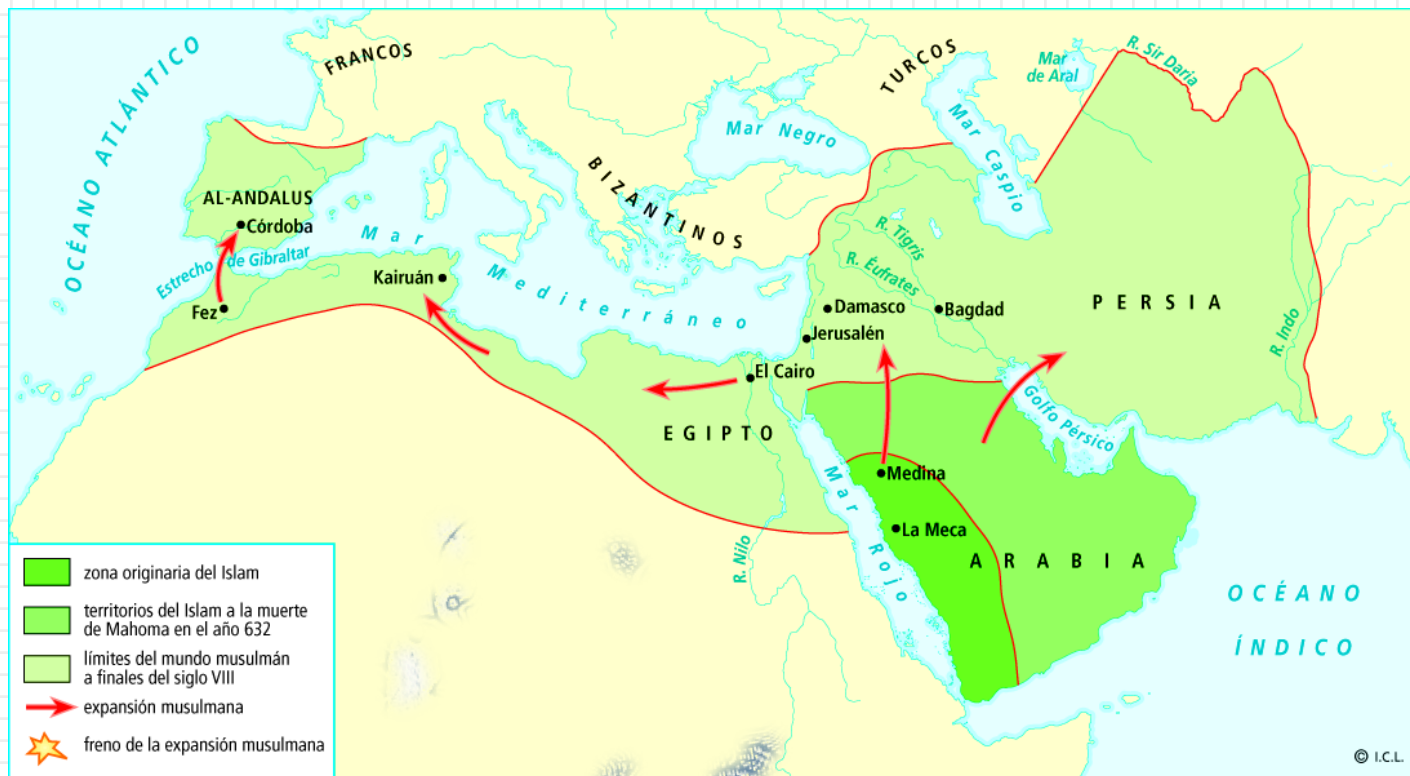 OCÉANO ATLÁNTICO
FRANCOS
TURCOS
Mar
de Aral
R. Sir Daria
Mar Negro
Mar Caspio
BIZANTINOS
AL-ANDALUS
Córdoba
Estrecho de Gibraltar
Mar Mediterráneo
Kairuán
Fez
R. Tigris
R. Éufrates
Damasco
Bagdad
Jerusalén
PERSIA
R. Indo
El Cairo
EGIPTO
Golfo Pérsico
Medina
La Meca
Mar Rojo
ARABIA
R. Nilo
OCÉANO
ÍNDICO
zona originaria del Islam
territorios del Islam a la muerte
de Mahoma en el año 632
límites del mundo musulmán
a finales del siglo VIII
expansión musulmana
freno de la expansión musulmana
© I.C.L.